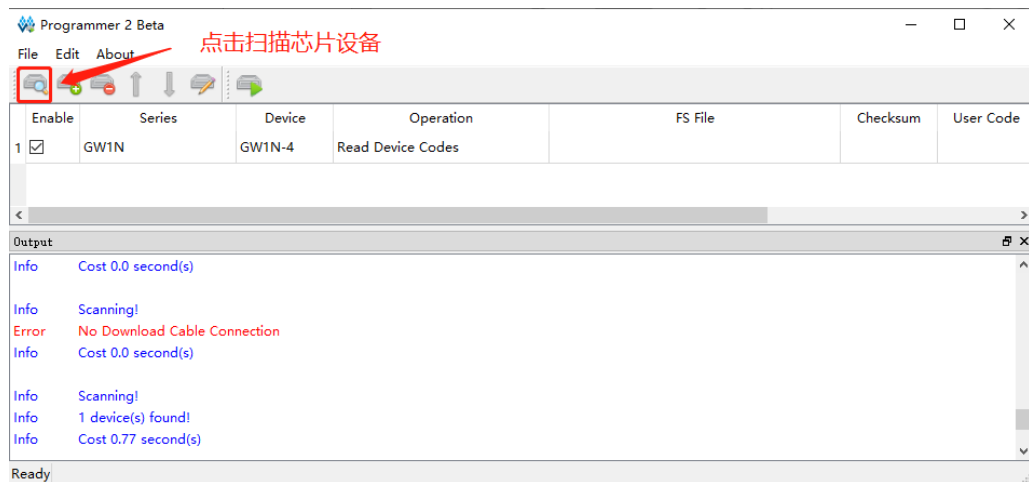 Programmer 2 Beta
点击扫描芯片设备
File Edit About
Enable Series Device Operation FS File Checksum User Code
1 GW1N GW1N-4 Read Device Codes
Output
Info Cost 0.0 second(s)
Info Scanning!
Error No Download Cable Connection
Info Cost 0.0 second(s)
Info Scanning!
Info 1 device(s) found!
Info Cost 0.77 second(s)
Ready